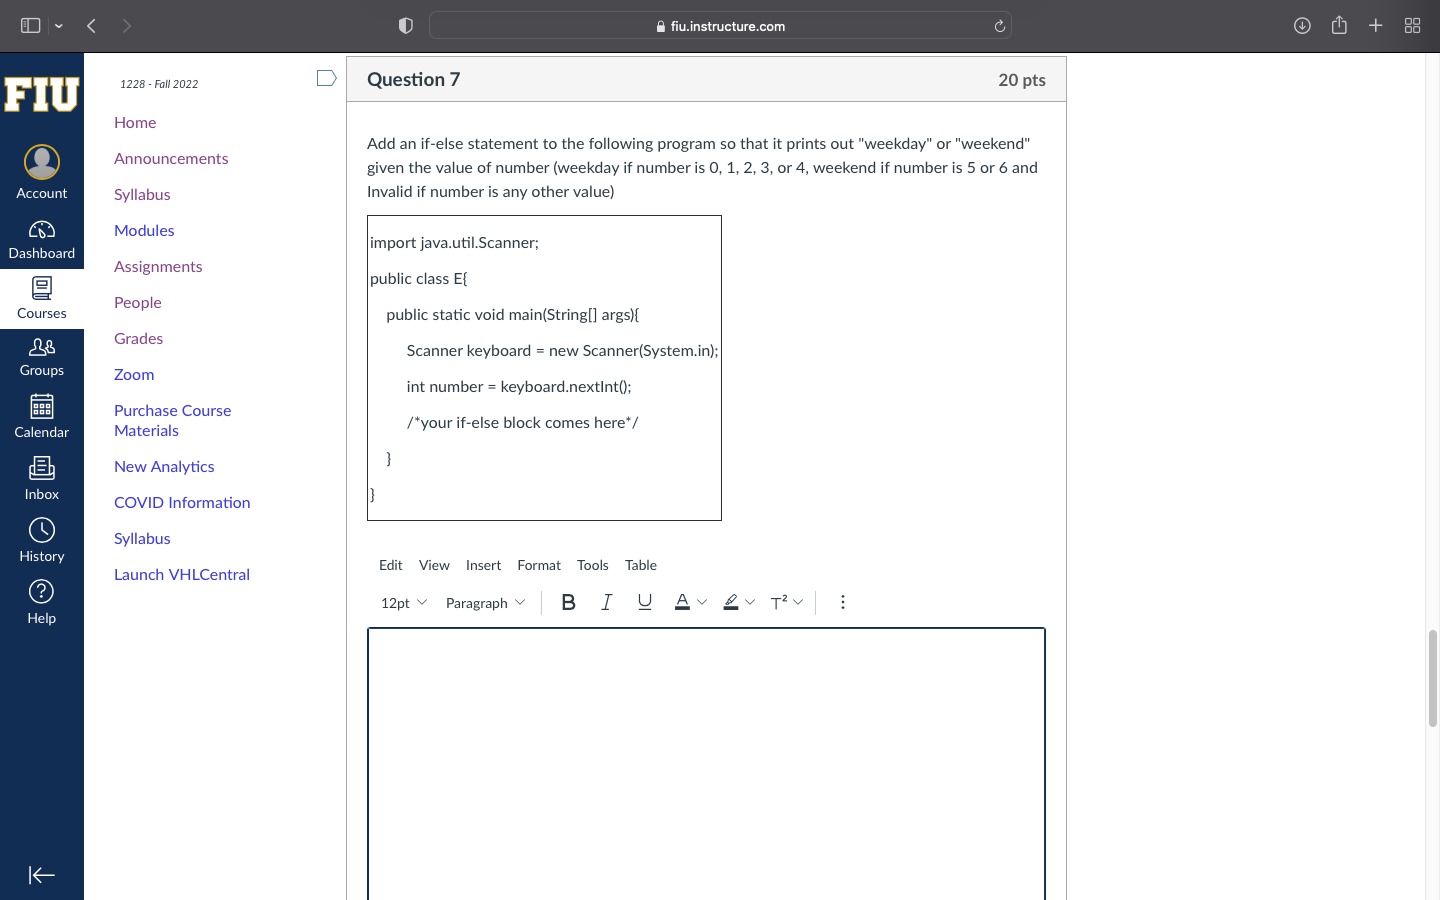 fiu.instructure.com
FIU
Account
Dashboard
Courses
Groups
Calendar
Inbox
History
Help
1228 - Fall 2022
Home
Announcements
Syllabus
Modules
Assignments
People
Grades
Zoom
Purchase Course
Materials
New Analytics
COVID Information
Syllabus
Launch VHLCentral
Question 7 20 pts
Add an if-else statement to the following program so that it prints out "weekday" or "weekend"
given the value of number (weekday if number is 0, 1, 2, 3, or 4, weekend if number is 5 or 6 and
Invalid if number is any other value)
import java.util.Scanner;
public class E{
public static void main(String[] args){
Scanner keyboard = new Scanner(System.in);
int number = keyboard.nextInt();
/*your if-else block comes here*/
}
}
Edit View Insert Format Tools Table
12pt Paragraph B I U A T²